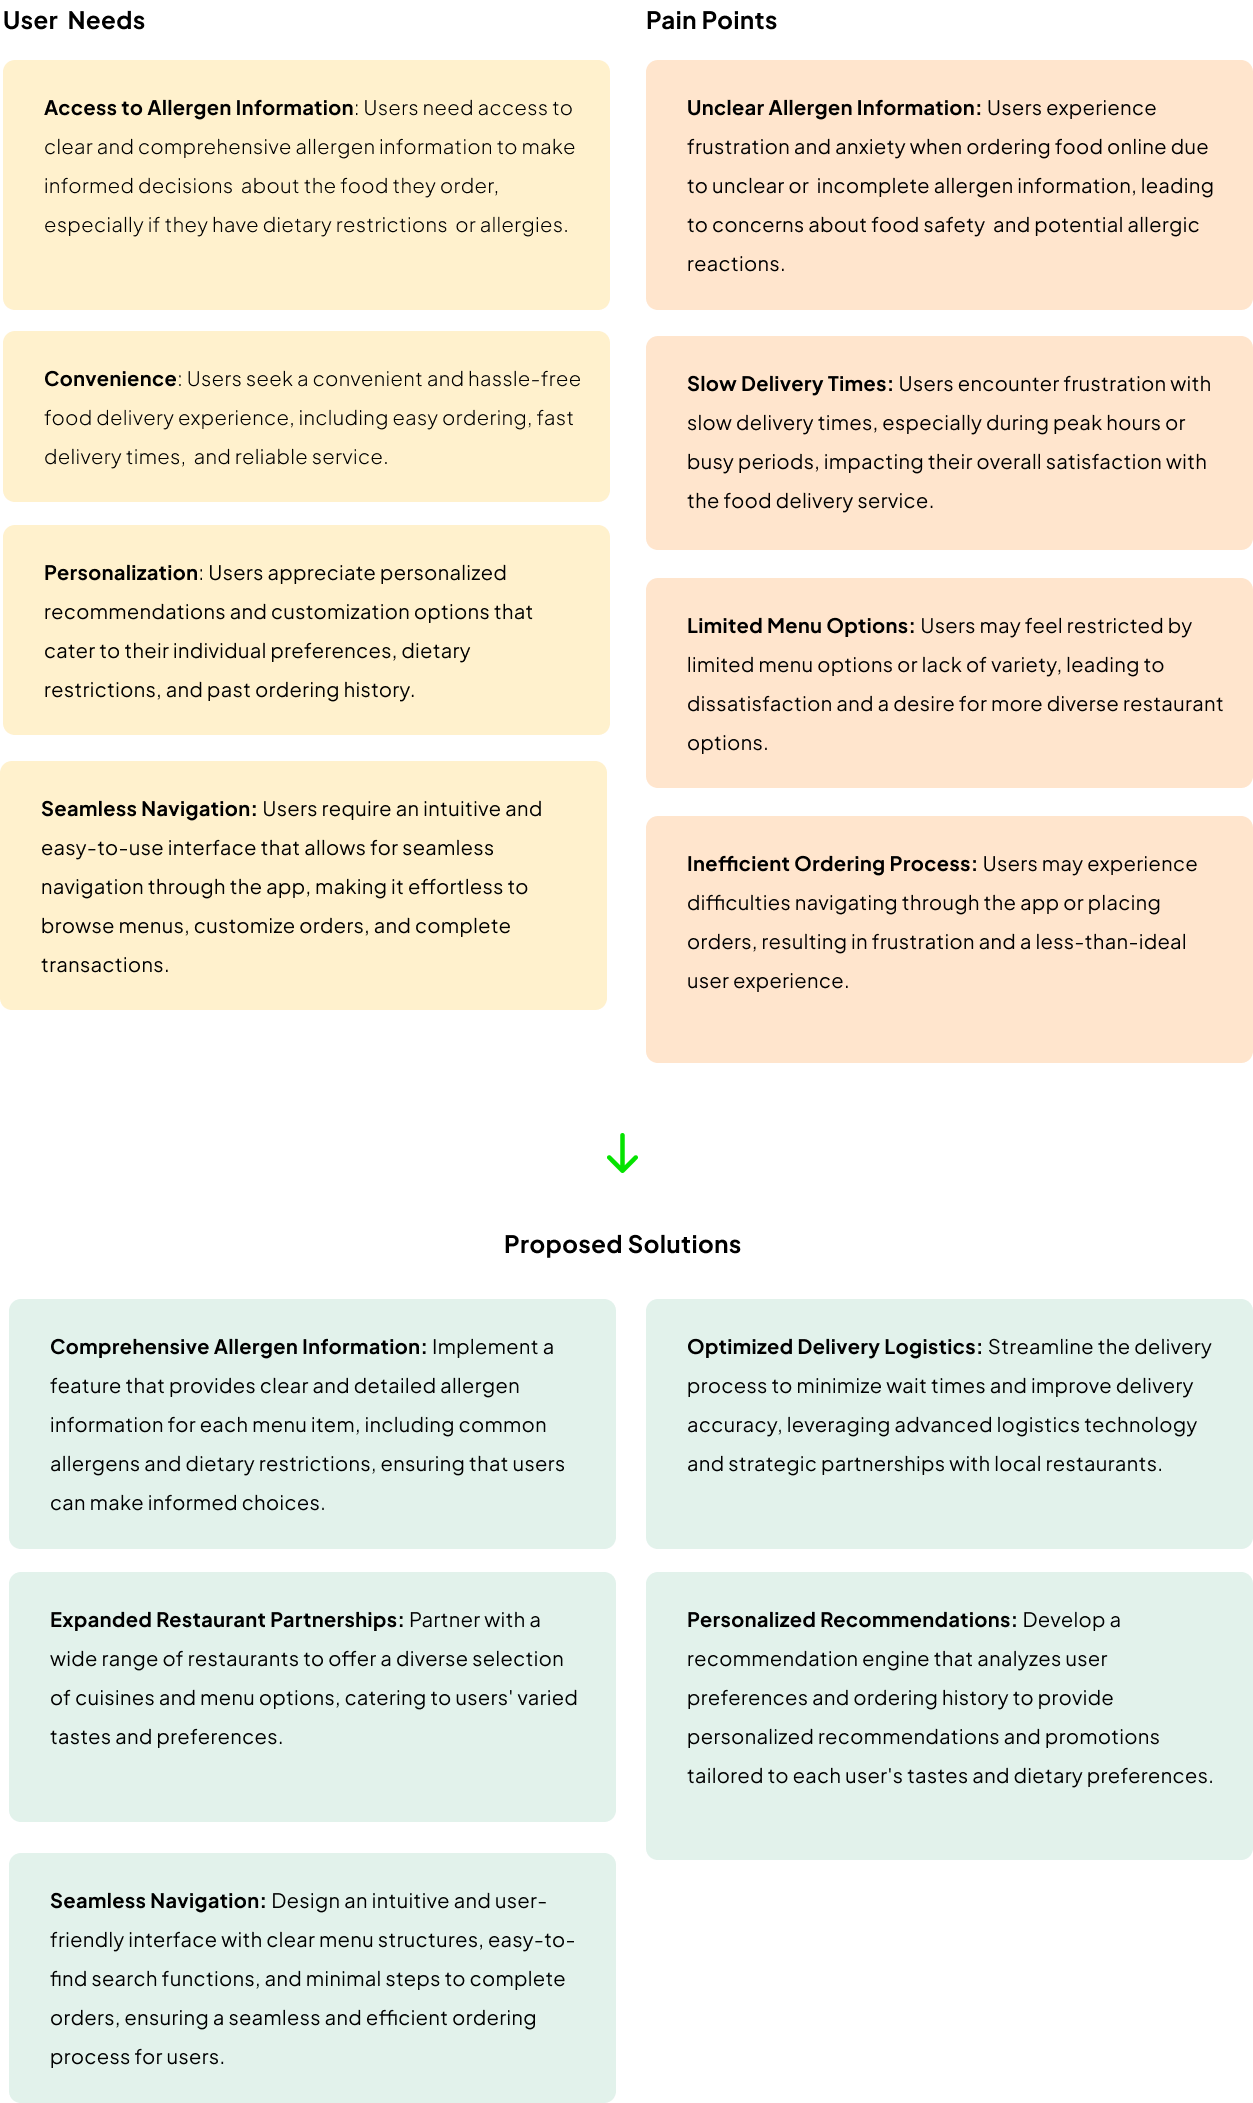 User Needs
Access to Allergen Information: Users need access to
clear and comprehensive allergen information to make
informed decisions about the food they order,
especially if they have dietary restrictions or allergies.
Convenience: Users seek a convenient and hassle-free
food delivery experience, including easy ordering, fast
delivery times, and reliable service.
Personalization: Users appreciate personalized
recommendations and customization options that
cater to their individual preferences, dietary
restrictions, and past ordering history.
Seamless Navigation: Users require an intuitive and
easy-to-use interface that allows for seamless
navigation through the app, making it effortless to
browse menus, customize orders, and complete
transactions.
Pain Points
Unclear Allergen Information: Users experience
frustration and anxiety when ordering food online due
to unclear or incomplete allergen information, leading
to concerns about food safety and potential allergic
reactions.
Slow Delivery Times: Users encounter frustration with
slow delivery times, especially during peak hours or
busy periods, impacting their overall satisfaction with
the food delivery service.
Limited Menu Options: Users may feel restricted by
limited menu options or lack of variety, leading to
dissatisfaction and a desire for more diverse restaurant
options.
Inefficient Ordering Process: Users may experience
difficulties navigating through the app or placing
orders, resulting in frustration and a less-than-ideal
user experience.
Proposed Solutions
Comprehensive Allergen Information: Implement a
feature that provides clear and detailed allergen
information for each menu item, including common
allergens and dietary restrictions, ensuring that users
can make informed choices.
Optimized Delivery Logistics: Streamline the delivery
process to minimize wait times and improve delivery
accuracy, leveraging advanced logistics technology
and strategic partnerships with local restaurants.
Expanded Restaurant Partnerships: Partner with a
wide range of restaurants to offer a diverse selection
of cuisines and menu options, catering to users' varied
tastes and preferences.
Personalized Recommendations: Develop a
recommendation engine that analyzes user
preferences and ordering history to provide
personalized recommendations and promotions
tailored to each user's tastes and dietary preferences.
Seamless Navigation: Design an intuitive and user-
friendly interface with clear menu structures, easy-to-
find search functions, and minimal steps to complete
orders, ensuring a seamless and efficient ordering
process for users.